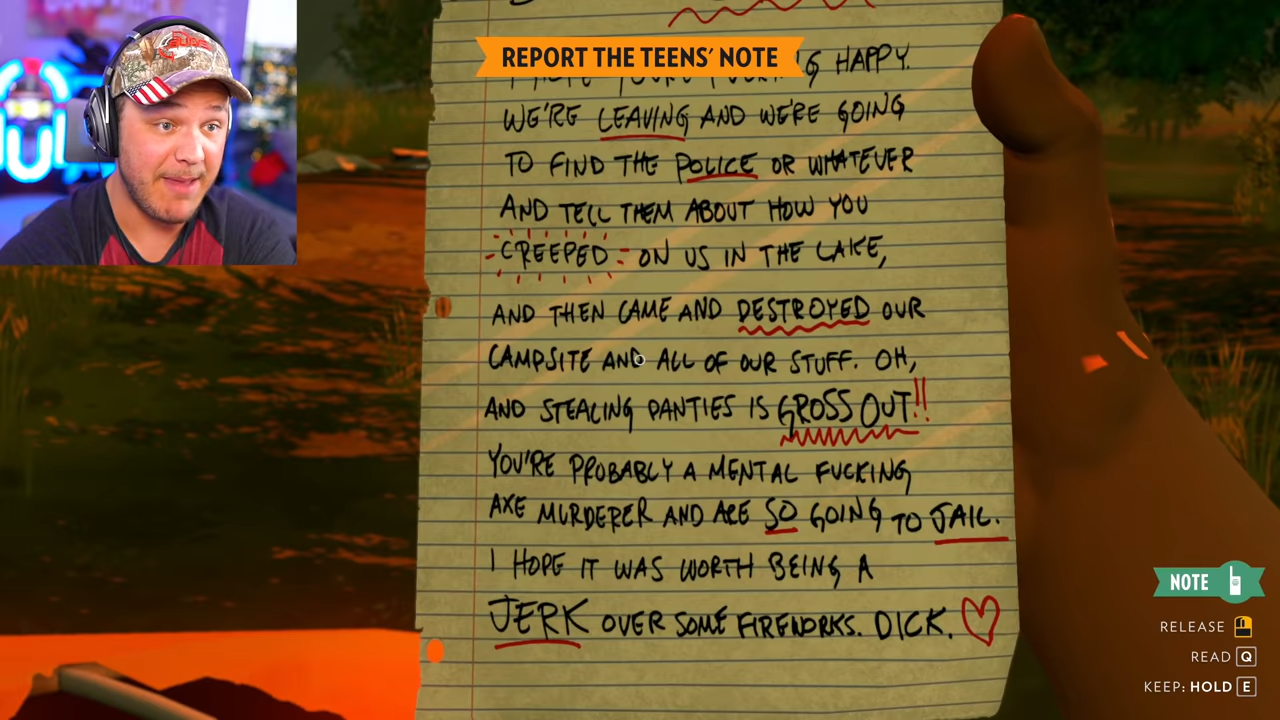 REPORT THE TEENS' NOTE
G HAPPY.
WE'RE LEAVING AND WE'RE GOING
TO FIND THE POLICE OR WHATEVER
AND TELL THEM ABOUT HOW YOU
CREEPED ON US IN THE LAKE,
AND THEN CAME AND DESTROYED OUR
CAMPSITE AND ALL OF OUR STUFF. OH,
AND STEALING PANTIES IS GROSS OUT!!
YOU'RE PROBABLY A MENTAL FUCKING
AXE MURDERER AND ARE SO GOING TO JAIL.
I HOPE IT WAS WORTH BEING A
JERK OVER SOME FIREWORKS. DICK.
NOTE
RELEASE
READ Q
KEEP: HOLD E